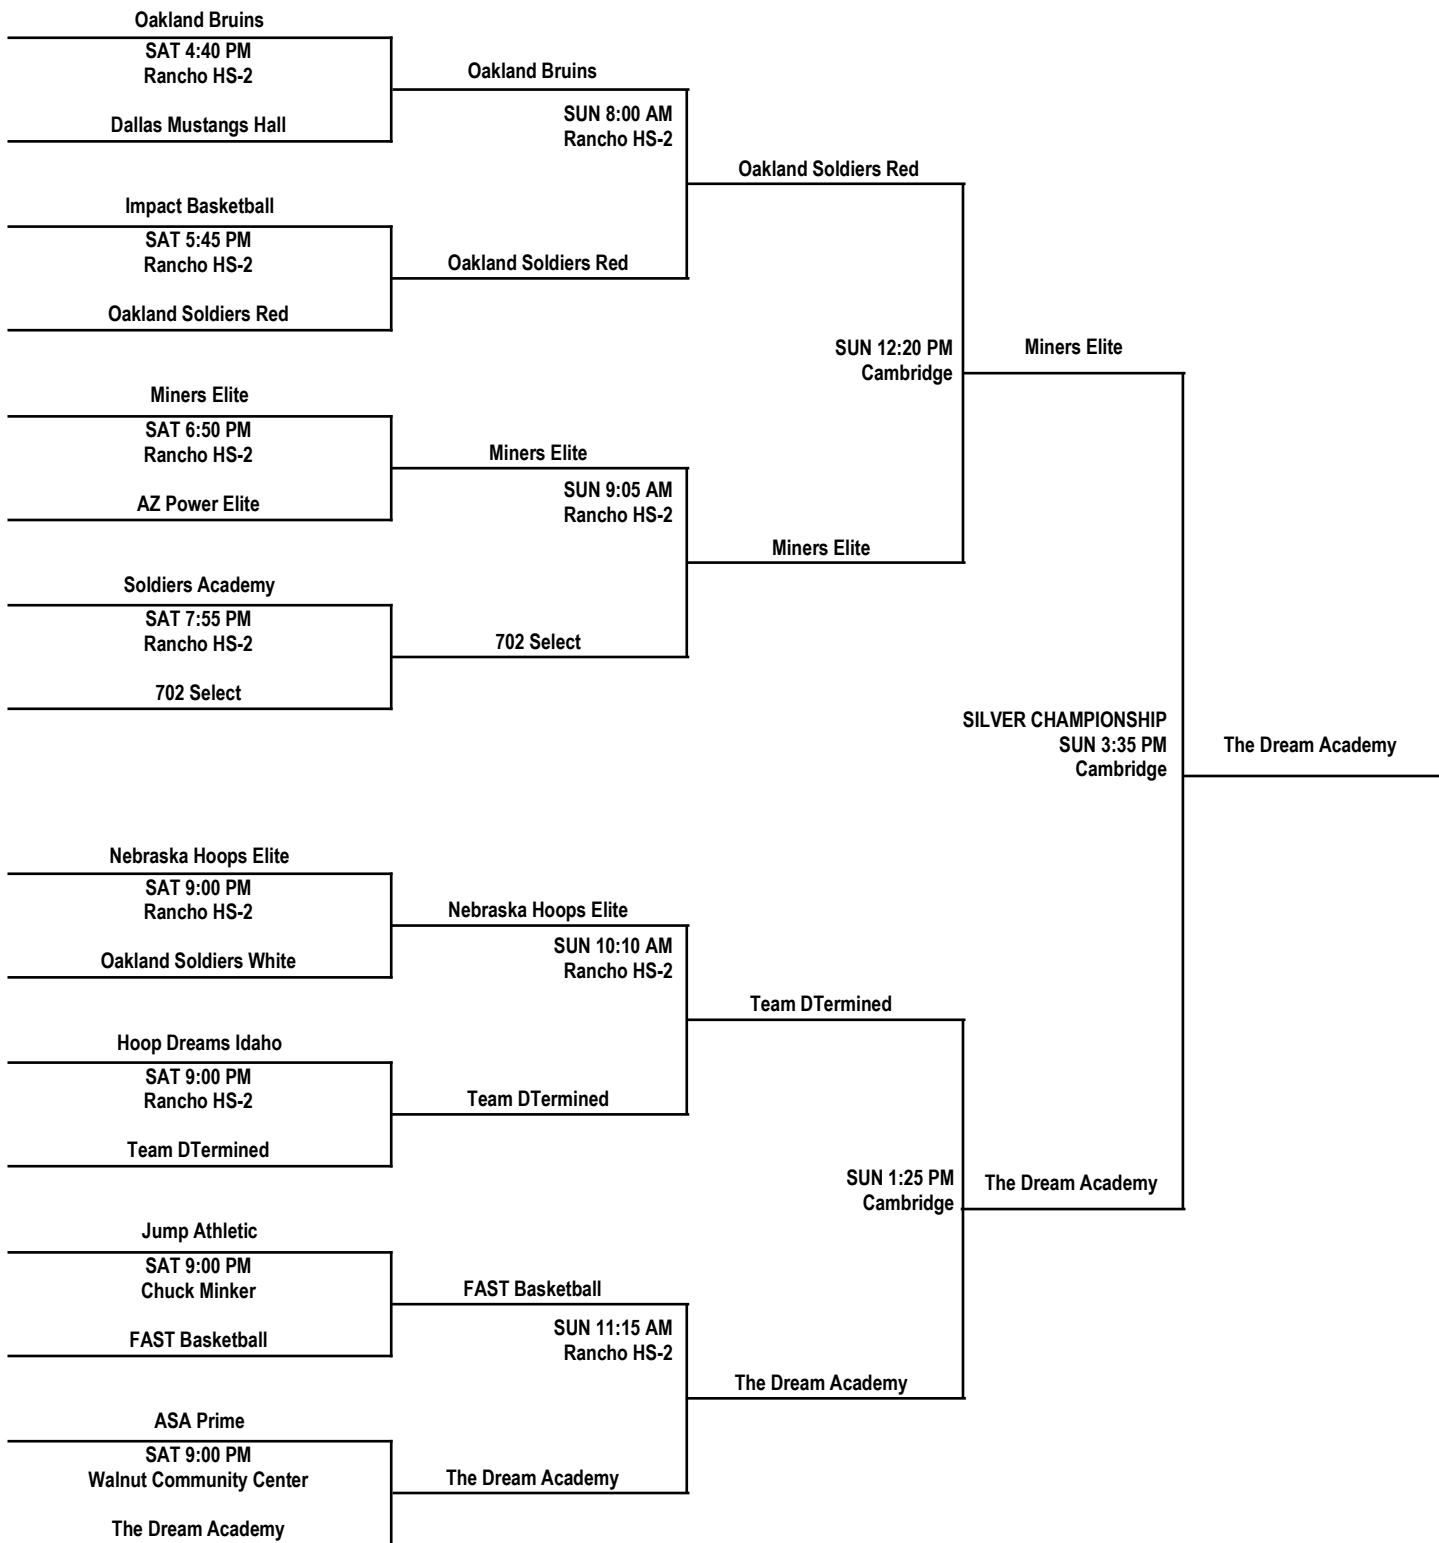 Oakland Bruins
SAT 4:40 PM
Rancho HS-2
Dallas Mustangs Hall
Impact Basketball
SAT 5:45 PM
Rancho HS-2
Oakland Soldiers Red
Miners Elite
SAT 6:50 PM
Rancho HS-2
AZ Power Elite
Soldiers Academy
SAT 7:55 PM
Rancho HS-2
702 Select
Nebraska Hoops Elite
SAT 9:00 PM
Rancho HS-2
Oakland Soldiers White
Hoop Dreams Idaho
SAT 9:00 PM
Rancho HS-2
Team DTermined
Jump Athletic
SAT 9:00 PM
Chuck Minker
FAST Basketball
ASA Prime
SAT 9:00 PM
Walnut Community Center
The Dream Academy
Oakland Bruins
SUN 8:00 AM
Rancho HS-2
Oakland Soldiers Red
Miners Elite
SUN 9:05 AM
Rancho HS-2
702 Select
Nebraska Hoops Elite
SUN 10:10 AM
Rancho HS-2
Team DTermined
FAST Basketball
SUN 11:15 AM
Rancho HS-2
The Dream Academy
Oakland Soldiers Red
SUN 12:20 PM
Cambridge
Miners Elite
Team DTermined
SUN 1:25 PM
Cambridge
The Dream Academy
Miners Elite
SILVER CHAMPIONSHIP
SUN 3:35 PM
Cambridge
The Dream Academy
The Dream Academy